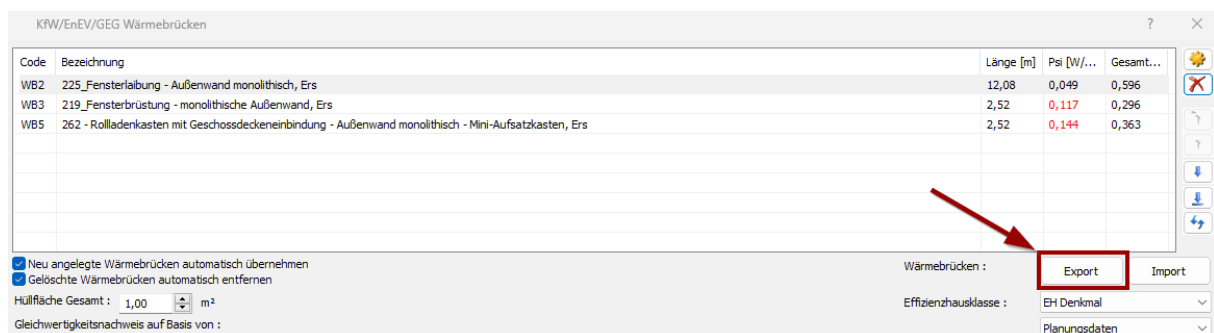 KfW/EnEV/GEG Wärmebrücken ?
Code Bezeichnung Länge [m] Psi [W/... Gesamt...
WB2 225_Fensterlaibung - Außenwand monolithisch, Ers 12,08 0,049 0,596
WB3 219_Fensterbrüstung - monolithische Außenwand, Ers 2,52 0,117 0,296
WB5 262 - Rollladenkasten mit Geschossdeckeneinbindung - Außenwand monolithisch - Mini-Aufsatzkasten, Ers 2,52 0,144 0,363
Neu angelegte Wärmebrücken automatisch übernehmen
Gelöschte Wärmebrücken automatisch entfernen
Wärmebrücken : Export Import
Hüllfläche Gesamt : 1,00 m² Effizienzhausklasse : EH Denkmal
Gleichwertigkeitsnachweis auf Basis von : Planungsdaten